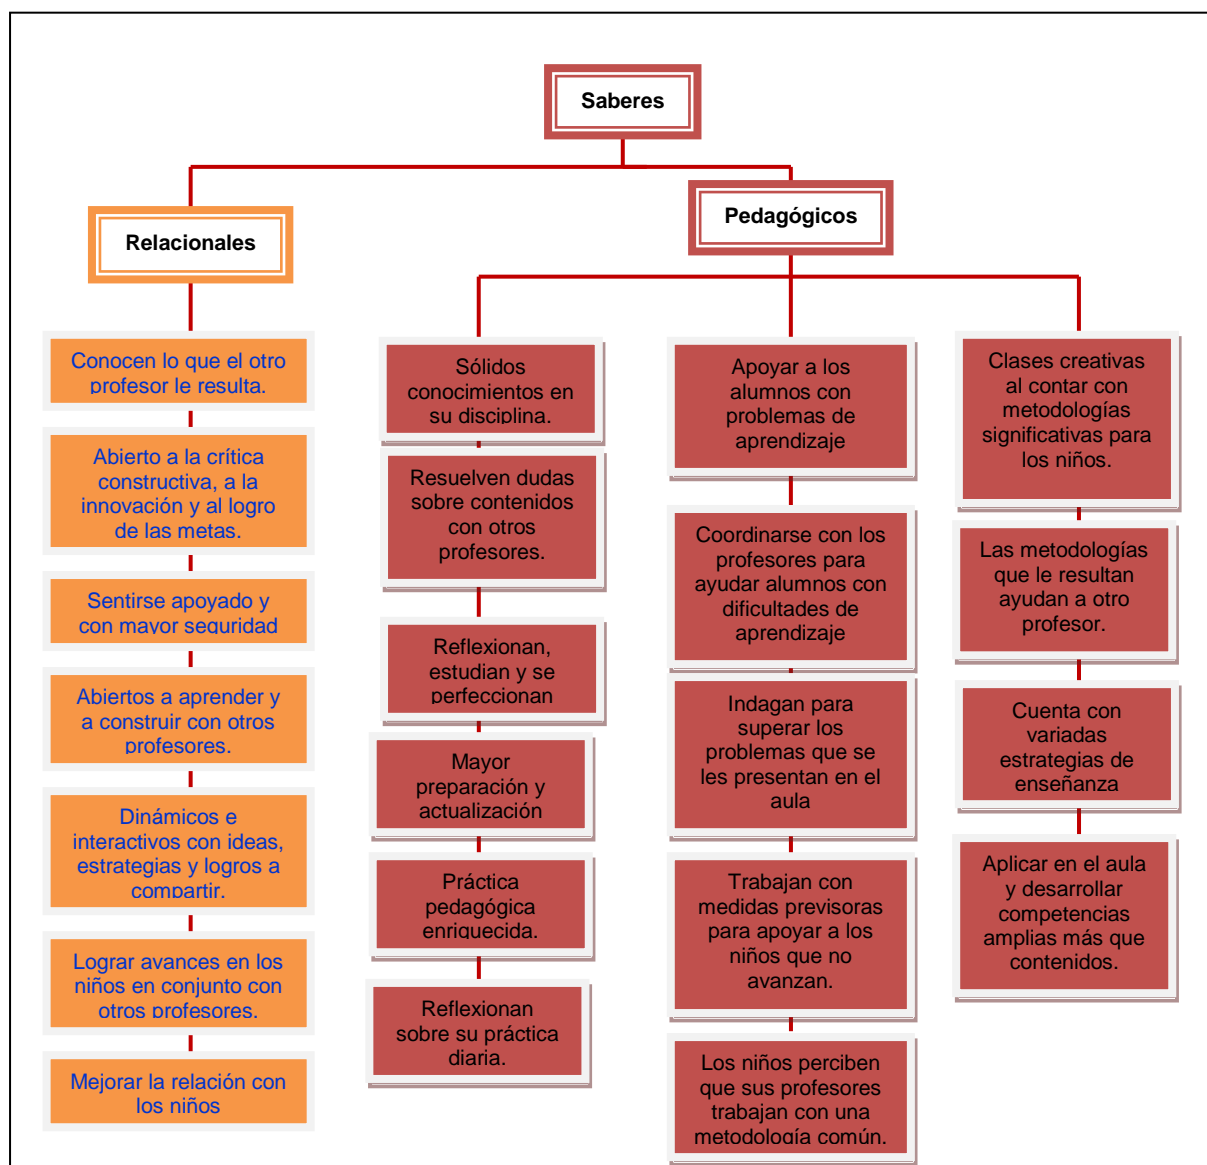 Saberes
Relacionales
Pedagógicos
Conocen lo que el otro
profesor le resulta.
Abierto a la crítica
constructiva, a la
innovación y al logro
de las metas.
Sentirse apoyado y
con mayor seguridad
Abiertos a aprender y
a construir con otros
profesores.
Dinámicos e
interactivos con ideas,
estrategias y logros a
compartir.
Lograr avances en los
niños en conjunto con
otros profesores.
Mejorar la relación con
los niños
Sólidos
conocimientos en
su disciplina.
Resuelven dudas
sobre contenidos
con otros
profesores.
Reflexionan,
estudian y se
perfeccionan
Mayor
preparación y
actualización
Práctica
pedagógica
enriquecida.
Reflexionan
sobre su práctica
diaria.
Apoyar a los
alumnos con
problemas de
aprendizaje
Coordinarse con los
profesores para
ayudar alumnos con
dificultades de
aprendizaje
Indagan para
superar los
problemas que se
les presentan en el
aula
Trabajan con
medidas previsoras
para apoyar a los
niños que no
avanzan.
Los niños perciben
que sus profesores
trabajan con una
metodología común.
Clases creativas
al contar con
metodologías
significativas para
los niños.
Las metodologías
que le resultan
ayudan a otro
profesor.
Cuenta con
variadas
estrategias de
enseñanza
Aplicar en el aula
y desarrollar
competencias
amplias más que
contenidos.